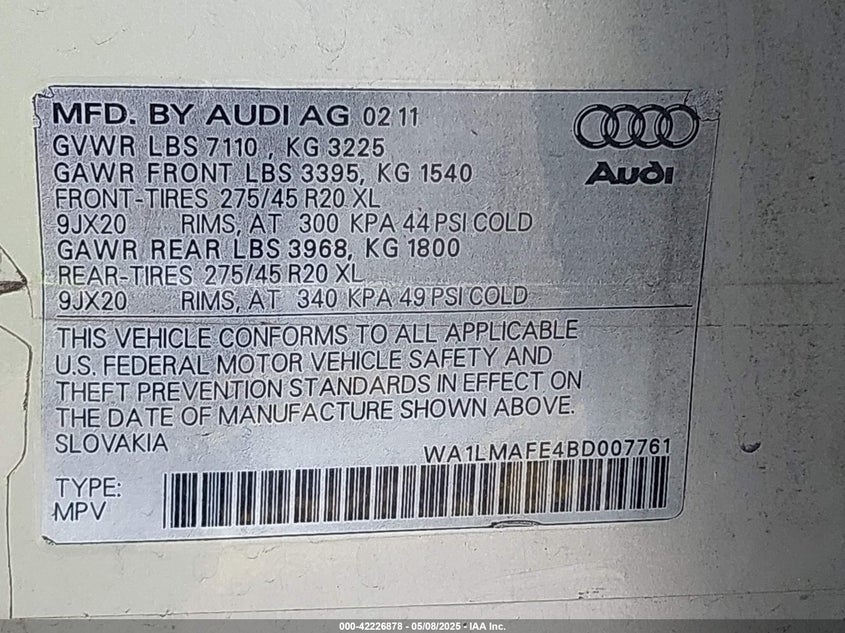 MFD. BY AUDI AG 02 11
GVWR LBS 7110 , KG 3225
GAWR FRONT LBS 3395, KG 1540
FRONT-TIRES 275/45 R20 XL
9JX20 RIMS, AT 300 KPA 44 PSI COLD
GAWR REAR LBS 3968, KG 1800
REAR-TIRES 275/45 R20 XL
9JX20 RIMS, AT 340 KPA 49 PSI COLD
Audi
THIS VEHICLE CONFORMS TO ALL APPLICABLE
U.S. FEDERAL MOTOR VEHICLE SAFETY AND
THEFT PREVENTION STANDARDS IN EFFECT ON
THE DATE OF MANUFACTURE SHOWN ABOVE.
SLOVAKIA
WA1LMAFE4BD007761
TYPE:
MPV
000-42226878 - 05/08/2025 - IAA Inc.